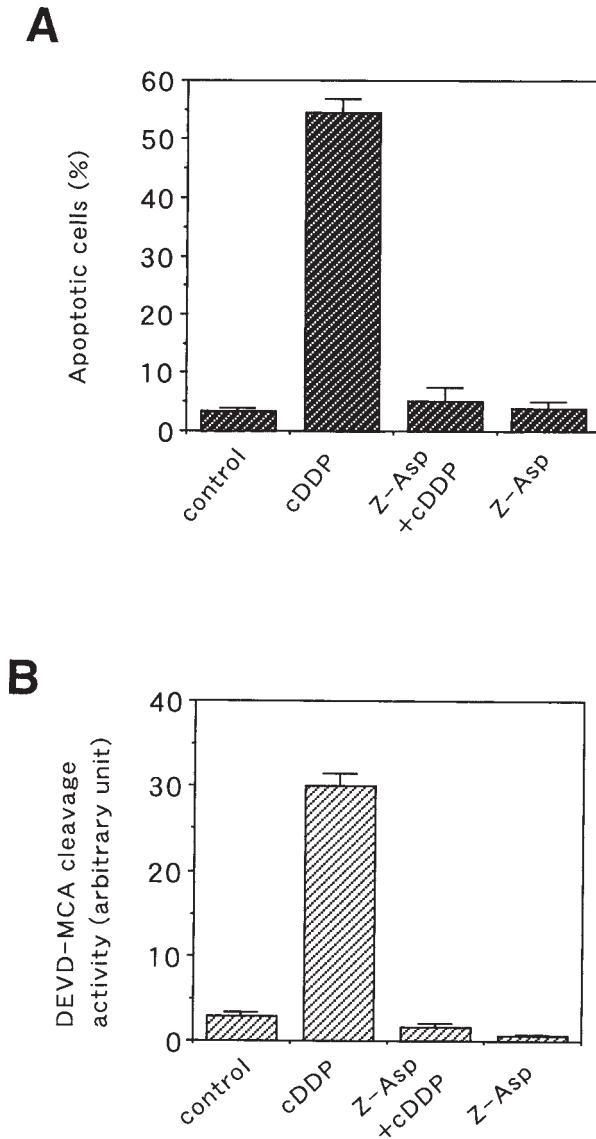 A
60
50
40
30
20
10
0
Apoptotic cells (%)
control
cDDP
Z-Asp
+cDDP
Z-Asp
B
40
30
20
10
0
DEVD-MCA cleavage
activity (arbitrary unit)
control
cDDP
Z-Asp
+cDDP
Z-Asp